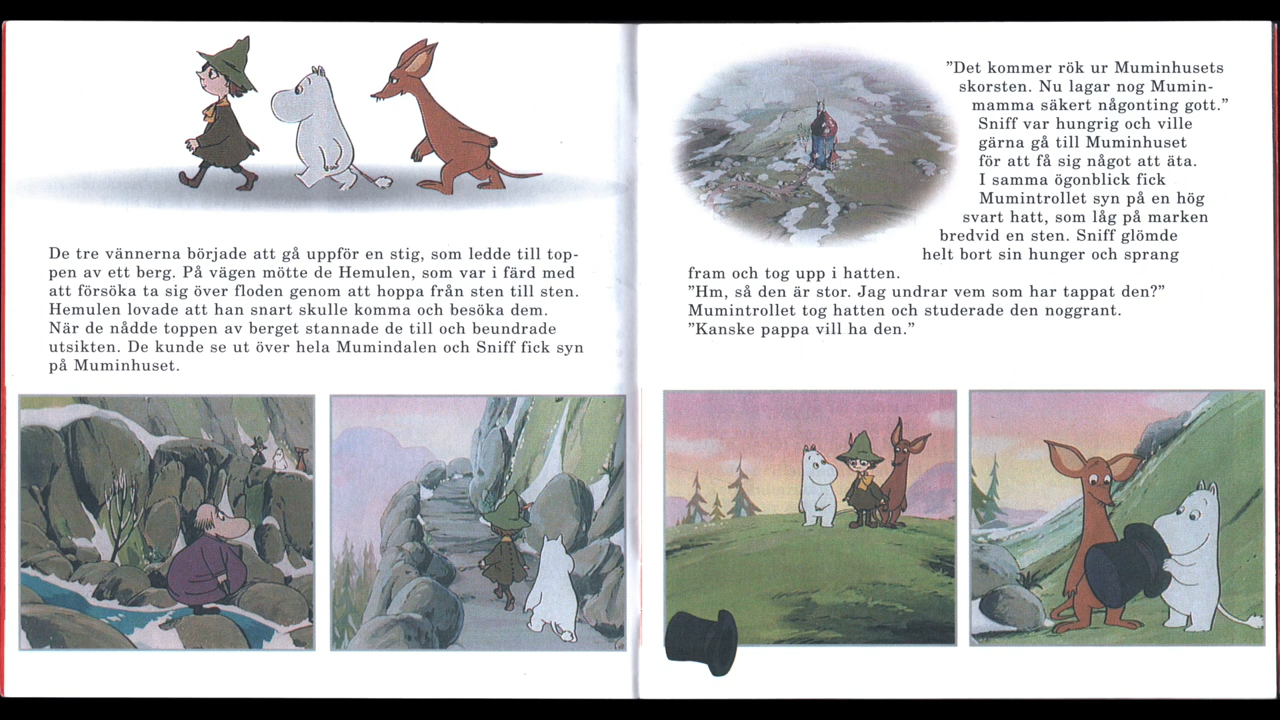 De tre vännerna började att gå uppför en stig, som ledde till top-
pen av ett berg. På vägen mötte de Hemulen, som var i färd med
att försöka ta sig över floden genom att hoppa från sten till sten.
Hemulen lovade att han snart skulle komma och besöka dem.
När de nådde toppen av berget stannade de till och beundrade
utsikten. De kunde se ut över hela Mumindalen och Sniff fick syn
på Muminhuset.
”Det kommer rök ur Muminhusets
skorsten. Nu lagar nog Mumin-
mamma säkert någonting gott.”
Sniff var hungrig och ville
gärna gå till Muminhuset
för att få sig något att äta.
I samma ögonblick fick
Mumintrollet syn på en hög
svart hatt, som låg på marken
bredvid en sten. Sniff glömde
helt bort sin hunger och sprang
fram och tog upp i hatten.
”Hm, så den är stor. Jag undrar vem som har tappat den?”
Mumintrollet tog hatten och studerade den noggrant.
”Kanske pappa vill ha den.”